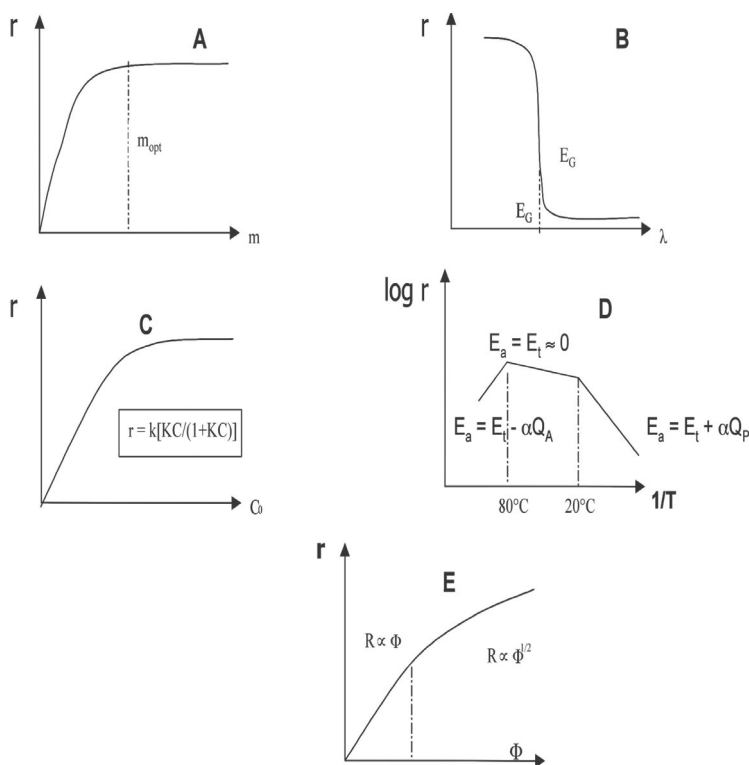 r
A
m_opt
m
r
B
E_G
E_G
λ
r
C
r = k[KC/(1+KC)]
C₀
log r
D
E_a = E_t ≈ 0
E_a = E_t - αQ_A
E_a = E_t + αQ_P
80°C
20°C
1/T
r
E
R ∝ Φ
R ∝ Φ^1/2
Φ